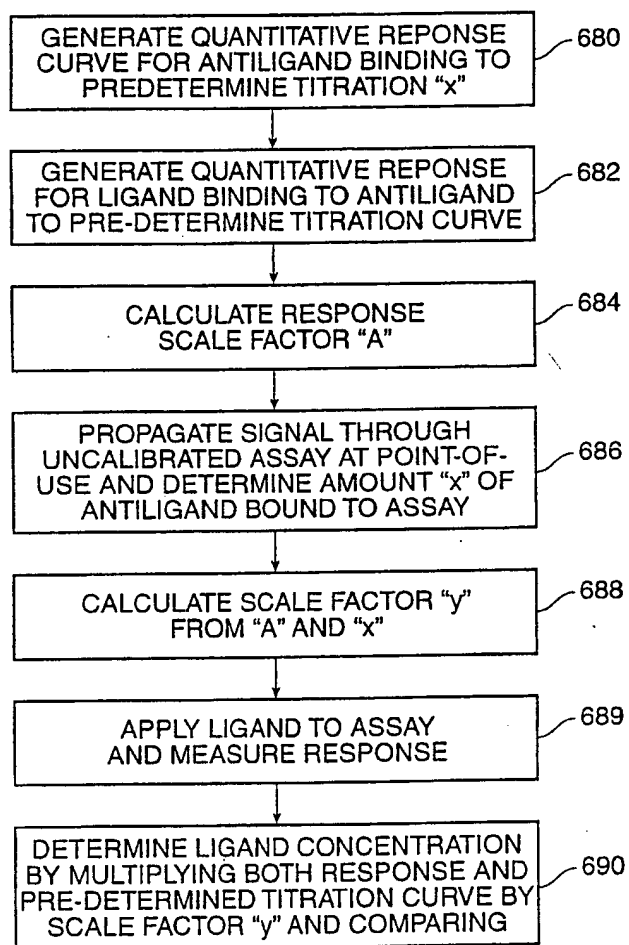 GENERATE QUANTITATIVE REPONSE
CURVE FOR ANTILIGAND BINDING TO
PREDETERMINE TITRATION “x”
680
GENERATE QUANTITATIVE REPONSE
FOR LIGAND BINDING TO ANTILIGAND
TO PRE-DETERMINE TITRATION CURVE
682
CALCULATE RESPONSE
SCALE FACTOR “A”
684
PROPAGATE SIGNAL THROUGH
UNCALIBRATED ASSAY AT POINT-OF-
USE AND DETERMINE AMOUNT “x” OF
ANTILIGAND BOUND TO ASSAY
686
CALCULATE SCALE FACTOR “y”
FROM “A” AND “x”
688
APPLY LIGAND TO ASSAY
AND MEASURE RESPONSE
689
DETERMINE LIGAND CONCENTRATION
BY MULTIPLYING BOTH RESPONSE AND
PRE-DETERMINED TITRATION CURVE BY
SCALE FACTOR “y” AND COMPARING
690